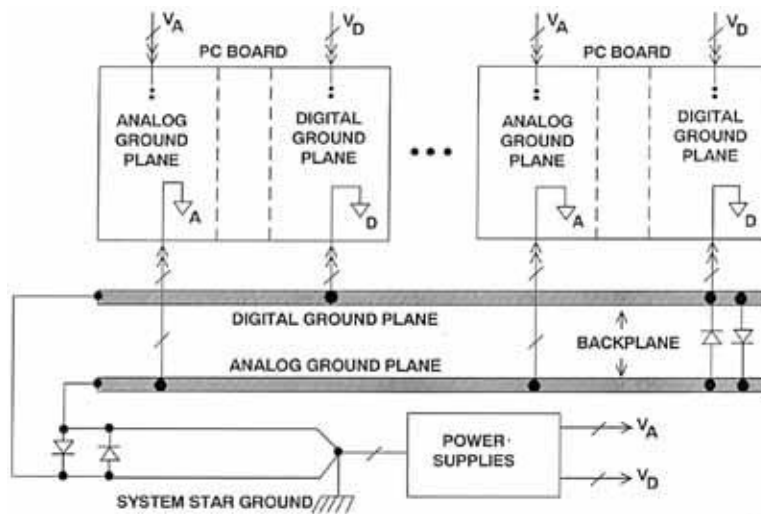 VA VD VA VD
PC BOARD PC BOARD
ANALOG
GROUND
PLANE
DIGITAL
GROUND
PLANE
ANALOG
GROUND
PLANE
DIGITAL
GROUND
PLANE
A D A D
DIGITAL GROUND PLANE
BACKPLANE
ANALOG GROUND PLANE
POWER·
SUPPLIES
VA
VD
SYSTEM STAR GROUND